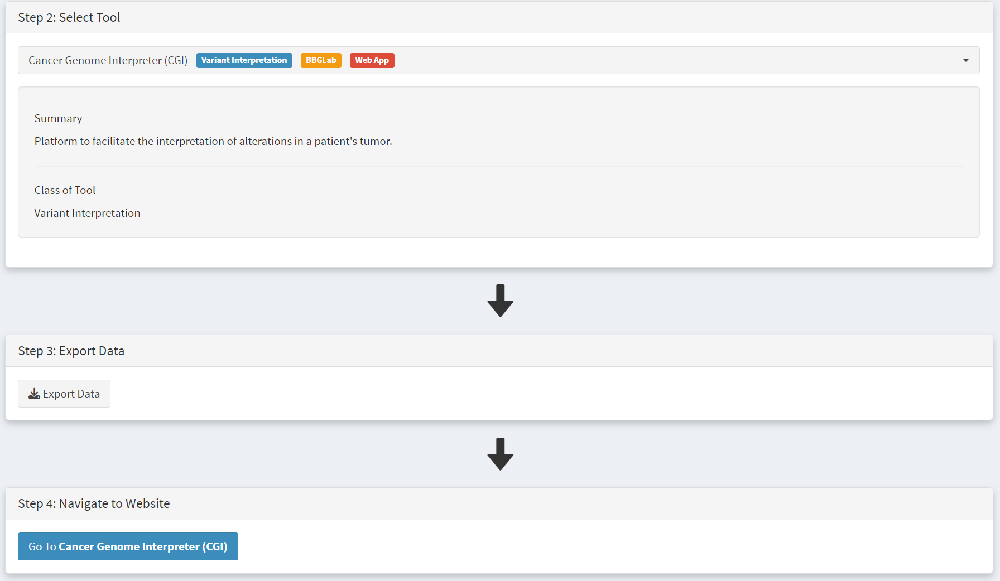 Step 2: Select Tool
Cancer Genome Interpreter (CGI) Variant Interpretation BBGLab Web App
Summary
Platform to facilitate the interpretation of alterations in a patient's tumor.
Class of Tool
Variant Interpretation
Step 3: Export Data
Export Data
Step 4: Navigate to Website
Go To Cancer Genome Interpreter (CGI)